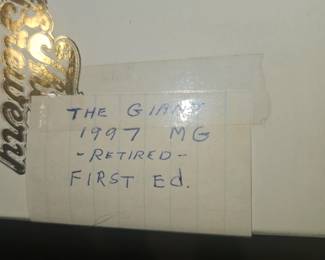 THE GIANT
1997 MG
- RETIRED -
FIRST Ed.